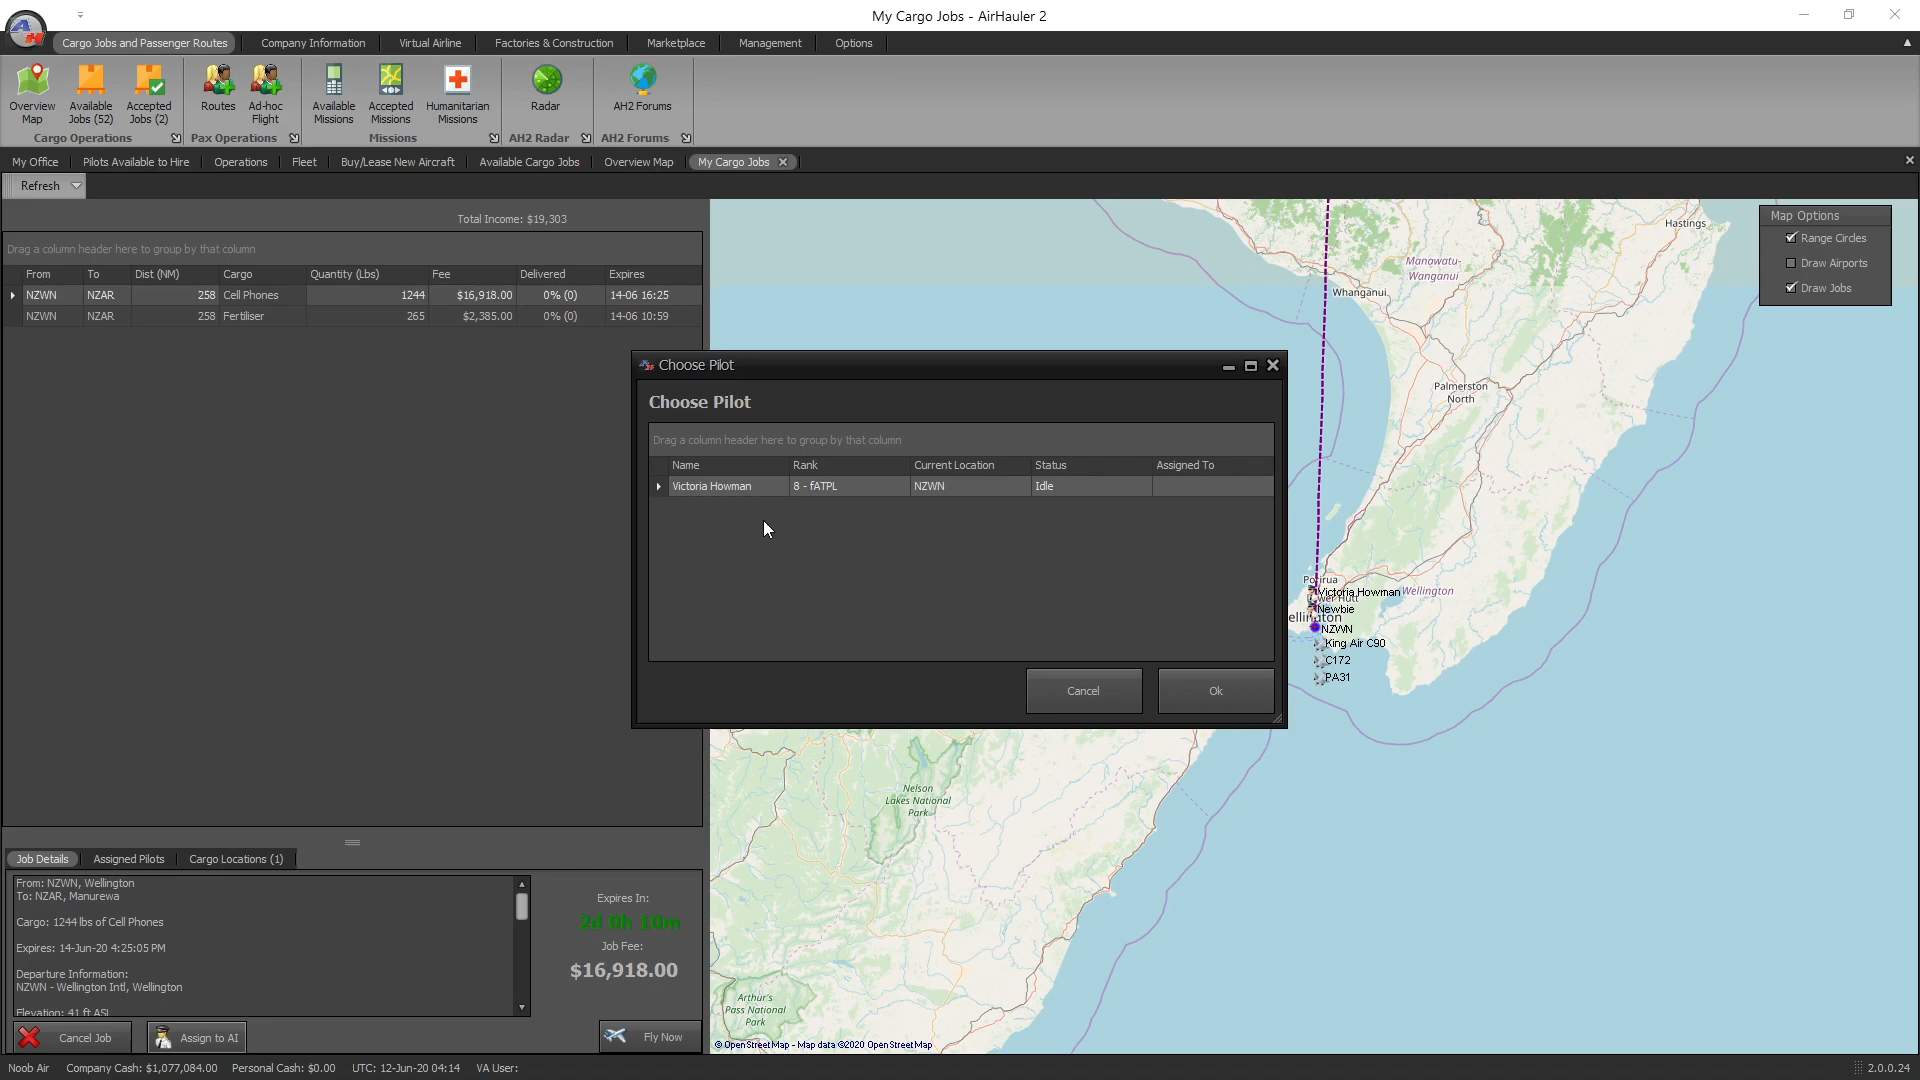 My Cargo Jobs - AirHauler 2
Cargo Jobs and Passenger Routes
Company Information
Virtual Airline
Factories & Construction
Marketplace
Management
Options
Overview Map
Available Jobs (52)
Accepted Jobs (2)
Routes
Ad-hoc Flight
Available Missions
Accepted Missions
Humanitarian Missions
Radar
AH2 Forums
Cargo Operations
Pax Operations
Missions
AH2 Radar
AH2 Forums
My Office
Pilots Available to Hire
Operations
Fleet
Buy/Lease New Aircraft
Available Cargo Jobs
Overview Map
My Cargo Jobs
Refresh
Total Income: $19,303
Drag a column header here to group by that column
From To Dist (NM) Cargo Quantity (Lbs) Fee Delivered Expires
NZWN NZAR 258 Cell Phones 1244 $16,918.00 0% (0) 14-06 16:25
NZWN NZAR 258 Fertiliser 265 $2,385.00 0% (0) 14-06 10:59
Map Options
Range Circles
Draw Airports
Draw Jobs
Hastings
Manawatu-
Wanganui
Whanganui
Palmerston
North
Choose Pilot
Choose Pilot
Drag a column header here to group by that column
Name Rank Current Location Status Assigned To
Victoria Howman 8 - fATPL NZWN Idle
Cancel
Ok
Victoria Howman
Wellington
Newbie
NZWN
King Air C90
C172
PA31
Nelson
Lakes National
Park
Arthur's
Pass National
Park
© OpenStreetMap - Map data ©2020 OpenStreetMap
Job Details
Assigned Pilots
Cargo Locations (1)
From: NZWN, Wellington
To: NZAR, Manurewa
Cargo: 1244 lbs of Cell Phones
Expires: 14-Jun-20 4:25:05 PM
Departure Information:
NZWN - Wellington Intl, Wellington
Elevation: 41 ft ASL
Expires In:
2d 0h 10m
Job Fee:
$16,918.00
Cancel Job
Assign to AI
Fly Now
Noob Air Company Cash: $1,077,084.00 Personal Cash: $0.00 UTC: 12-Jun-20 04:14 VA User:
2.0.0.24